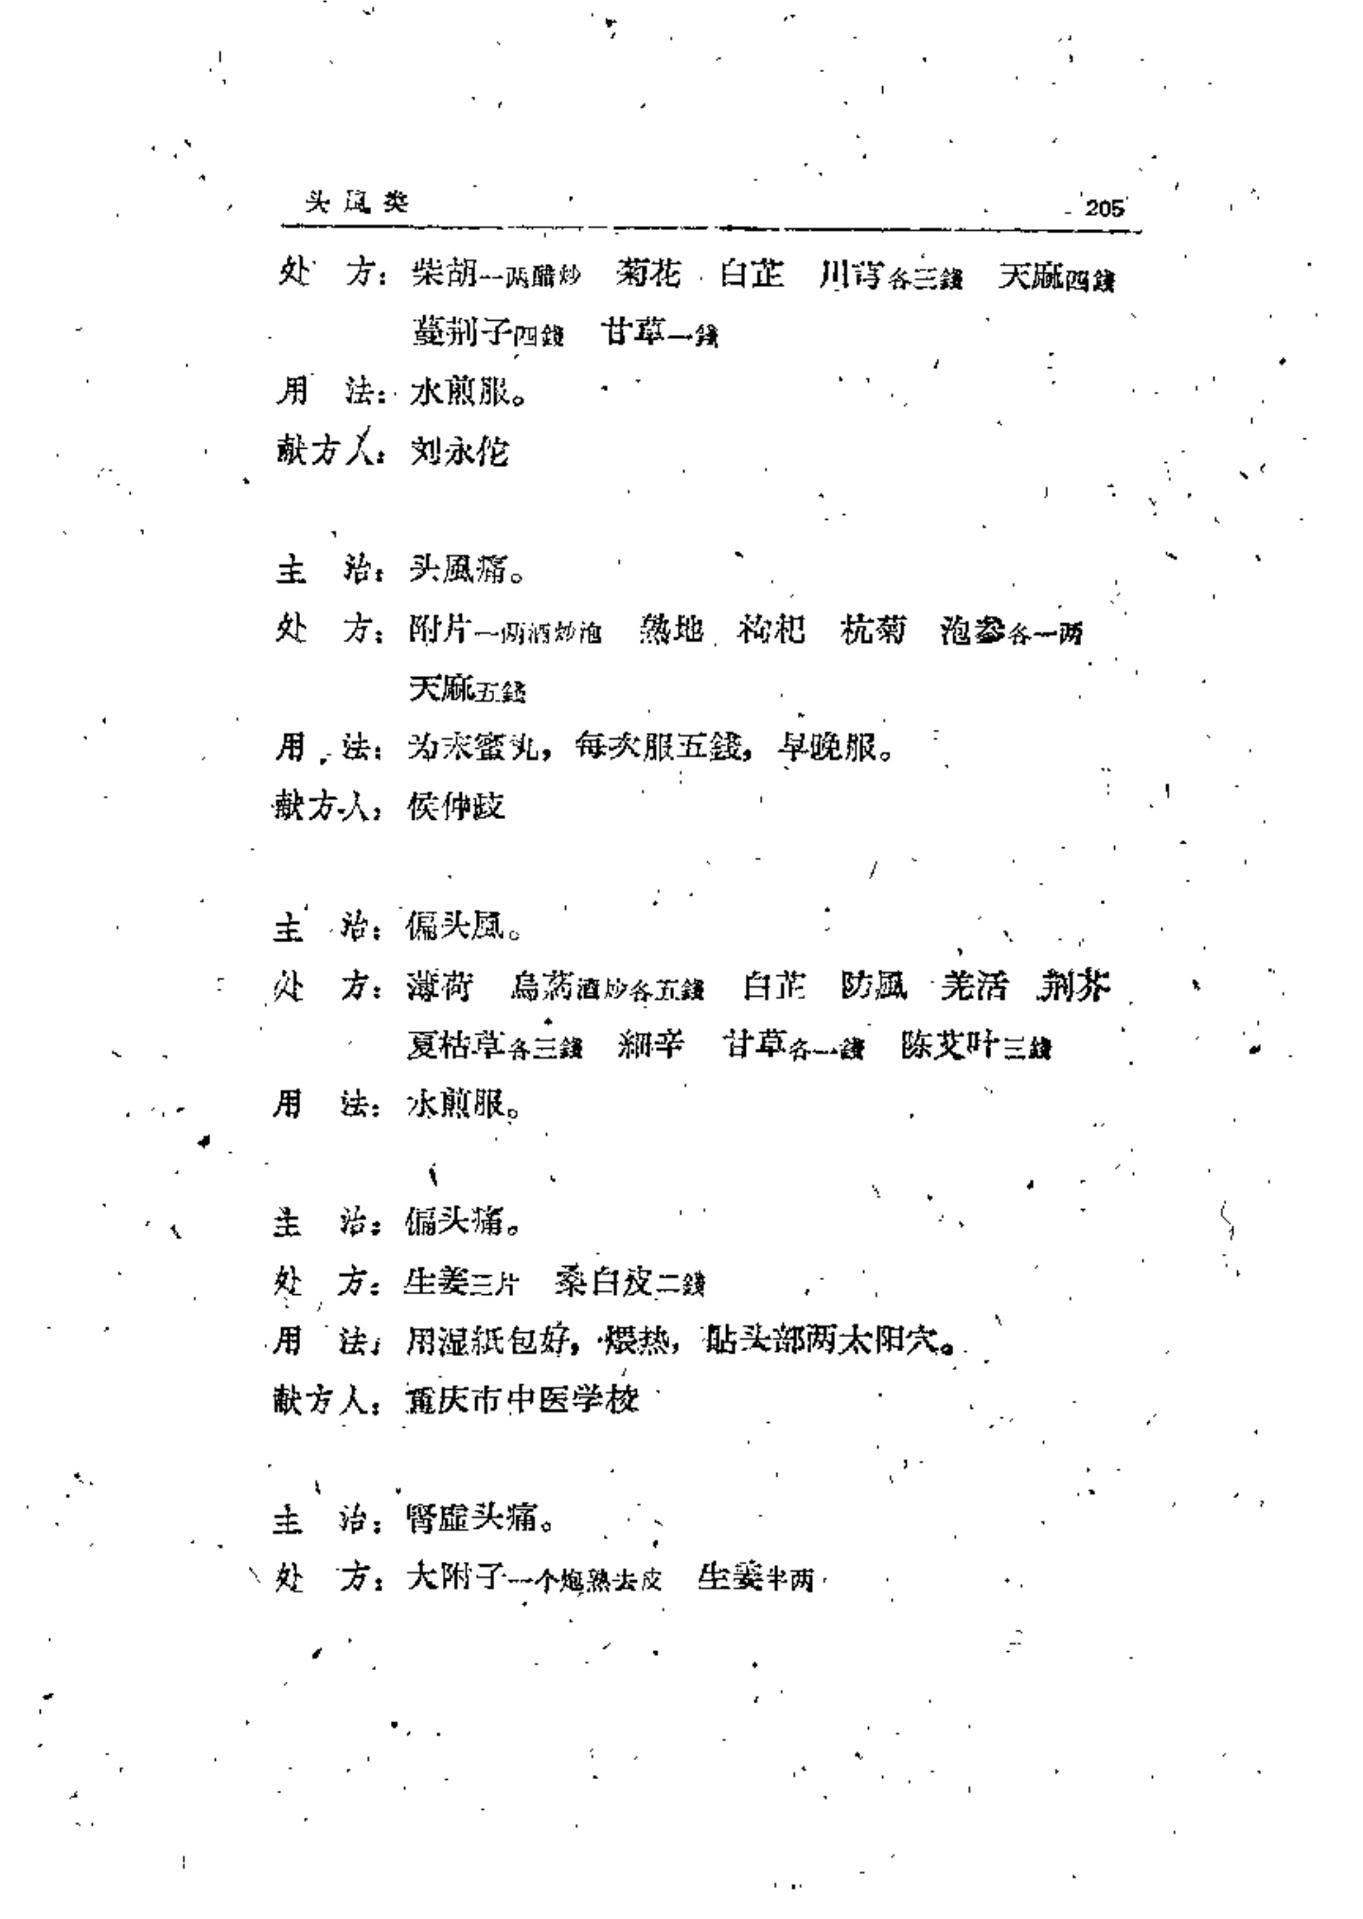 头風类 205
处 方：柴胡一两醋炒 菊花 白芷 川芎各三錢 天麻四錢
蔓荆子四錢 甘草一錢
用 法：水煎服。
献方人：刘永佗
主 治：头風痛。
处 方：附片一两酒炒泡 熟地 枸杞 杭菊 泡参各一两
天麻五錢
用 法：为末蜜丸，每次服五錢，早晚服。
献方人：侯仲歧
主 治：偏头風。
处 方：薄荷 烏药酒炒各五錢 白芷 防風 羌活 荆芥
夏枯草各三錢 細辛 甘草各一錢 陈艾叶三錢
用 法：水煎服。
主 治：偏头痛。
处 方：生姜三片 桑白皮二錢
用 法：用湿紙包好，煨热，貼头部两太阳穴。
献方人：重庆市中医学校
主 治：腎虛头痛。
处 方：大附子一个炮熟去皮 生姜半两